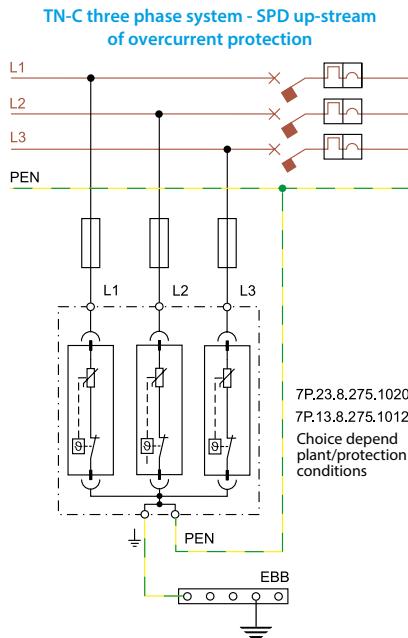 TN-C three phase system - SPD up-stream
of overcurrent protection
L1
L2
L3
PEN
L1
L2
L3
7P.23.8.275.1020
7P.13.8.275.1012
Choice depend
plant/protection
conditions
ϑ
ϑ
ϑ
PEN
EBB